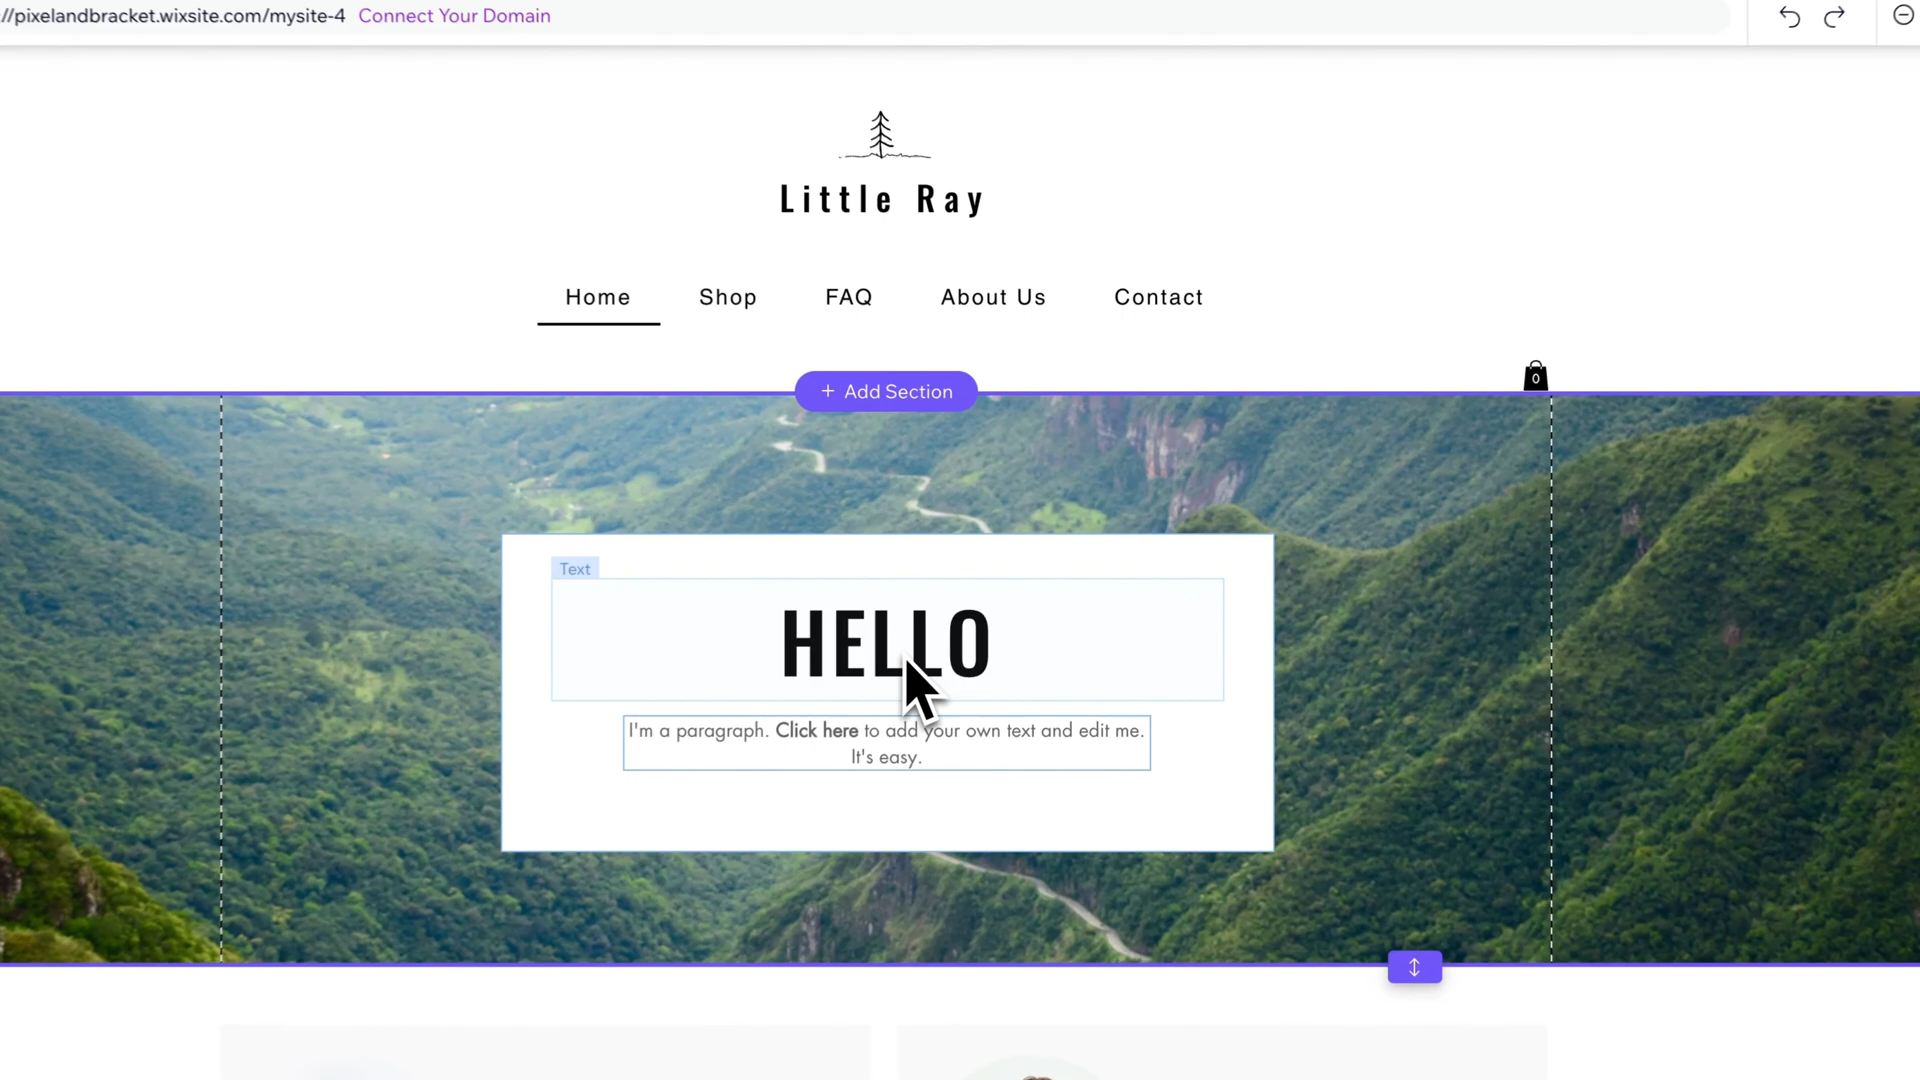 //pixelandbracket.wixsite.com/mysite-4 Connect Your Domain
Little Ray
Home Shop FAQ About Us Contact
+ Add Section
0
Text
HELLO
I'm a paragraph. Click here to add your own text and edit me.
It's easy.